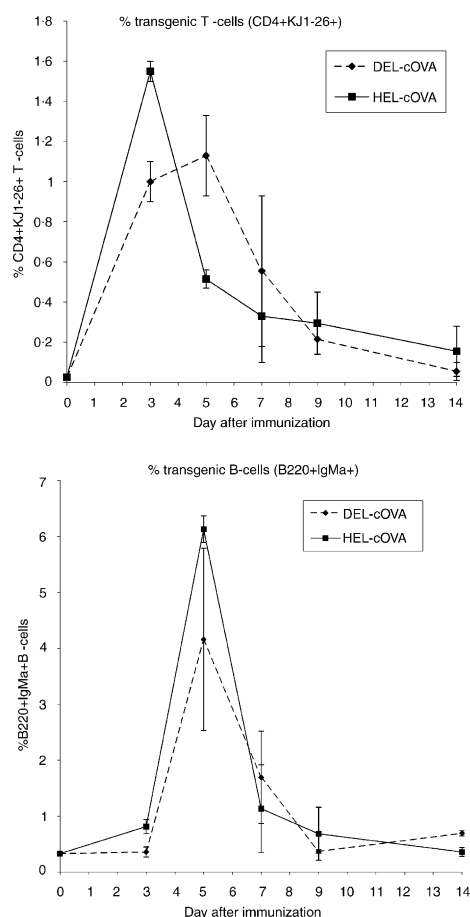 % transgenic T -cells (CD4+KJ1-26+)
1·8
1·6
1·4
1·2
1
0·8
0·6
0·4
0·2
0
% CD4+KJ1-26+ T -cells
DEL-cOVA
HEL-cOVA
0 1 2 3 4 5 6 7 8 9 10 11 12 13 14
Day after immunization
% transgenic B-cells (B220+IgMa+)
7
6
5
4
3
2
1
0
%B220+IgMa+B -cells
DEL-cOVA
HEL-cOVA
0 1 2 3 4 5 6 7 8 9 10 11 12 13 14
Day after immunization